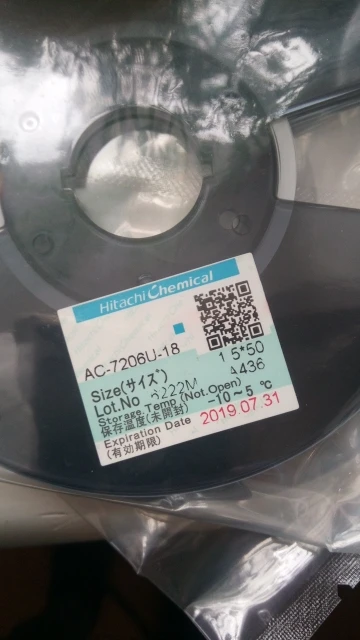 Hitachi Chemical
AC-7206U-18
Size(サイズ) 1.5*50
Lot.No A436
Storage Temp.(Not.Open)
保存温度(未開封) -10~5 ℃
Expiration Date 2019.07.31
(有効期限)